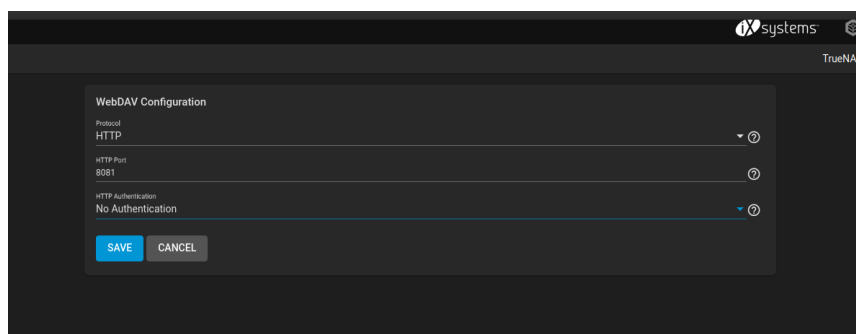 iXsystems
TrueNA
WebDAV Configuration
Protocol
HTTP
HTTP Port
8081
HTTP Authentication
No Authentication
SAVE CANCEL